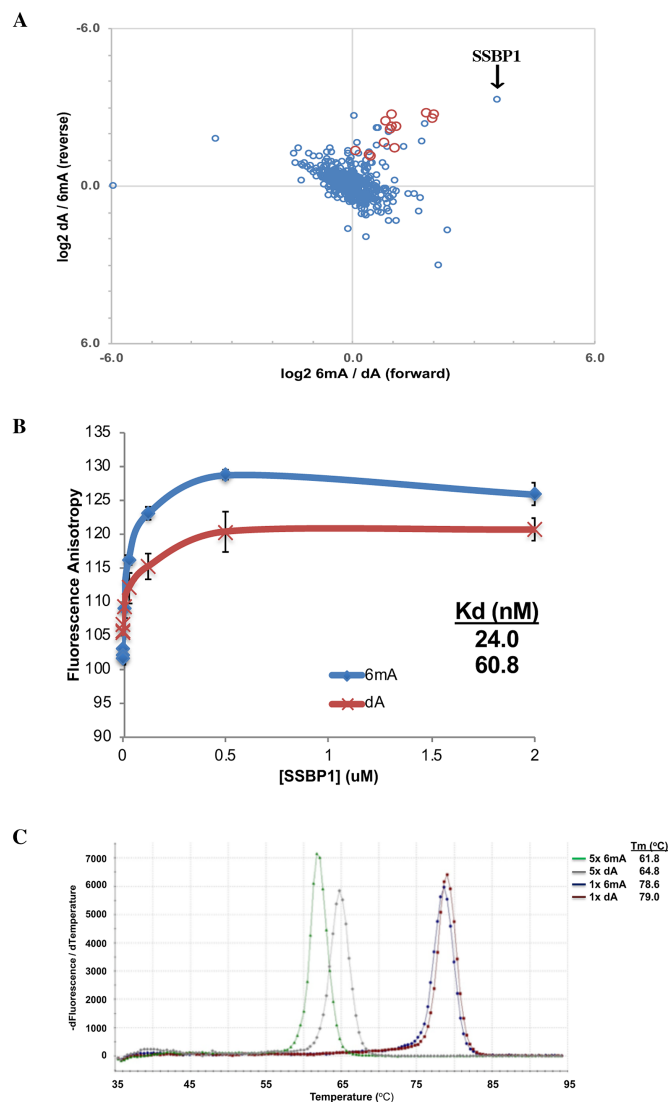 A
-6.0
SSBP1
log2 dA / 6mA (reverse)
0.0
6.0
-6.0
0.0
6.0
log2 6mA / dA (forward)
B
Fluorescence Anisotropy
135
130
125
120
115
110
105
100
95
90
Kd (nM)
24.0
60.8
6mA
dA
0
0.5
1
1.5
2
[SSBP1] (uM)
C
Tm (°C)
5x 6mA 61.8
5x dA 64.8
1x 6mA 78.6
1x dA 79.0
-dFluorescence / dTemperature
7000
6000
5000
4000
3000
2000
1000
0
35
45
55
65
75
85
95
Temperature (°C)